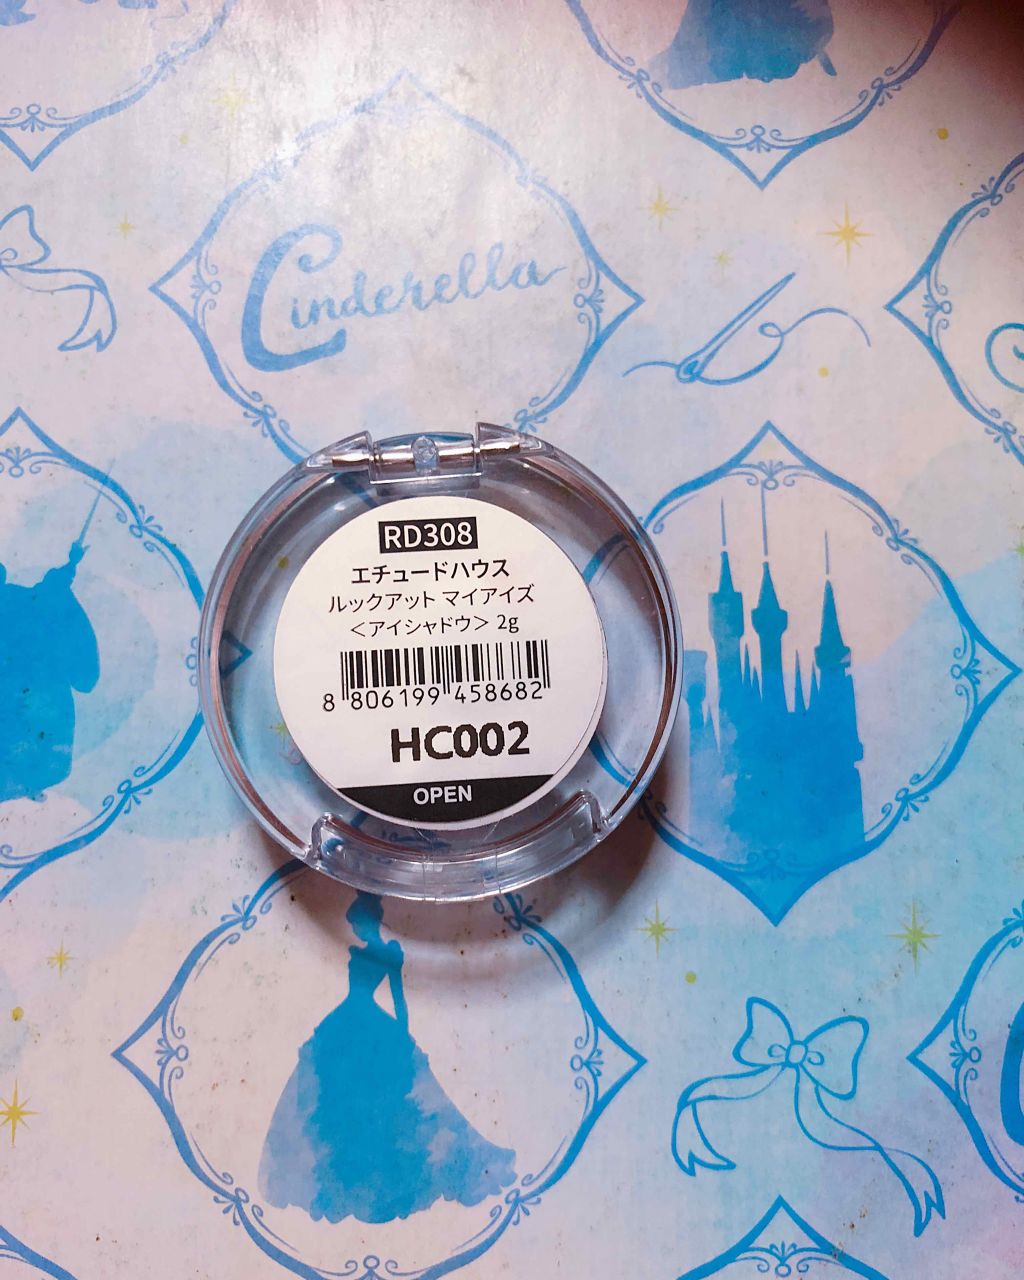 Cinderella
RD308
エチュードハウス
ルックアット マイアイズ
＜アイシャドウ＞ 2g
8 806199 458682
HC002
OPEN